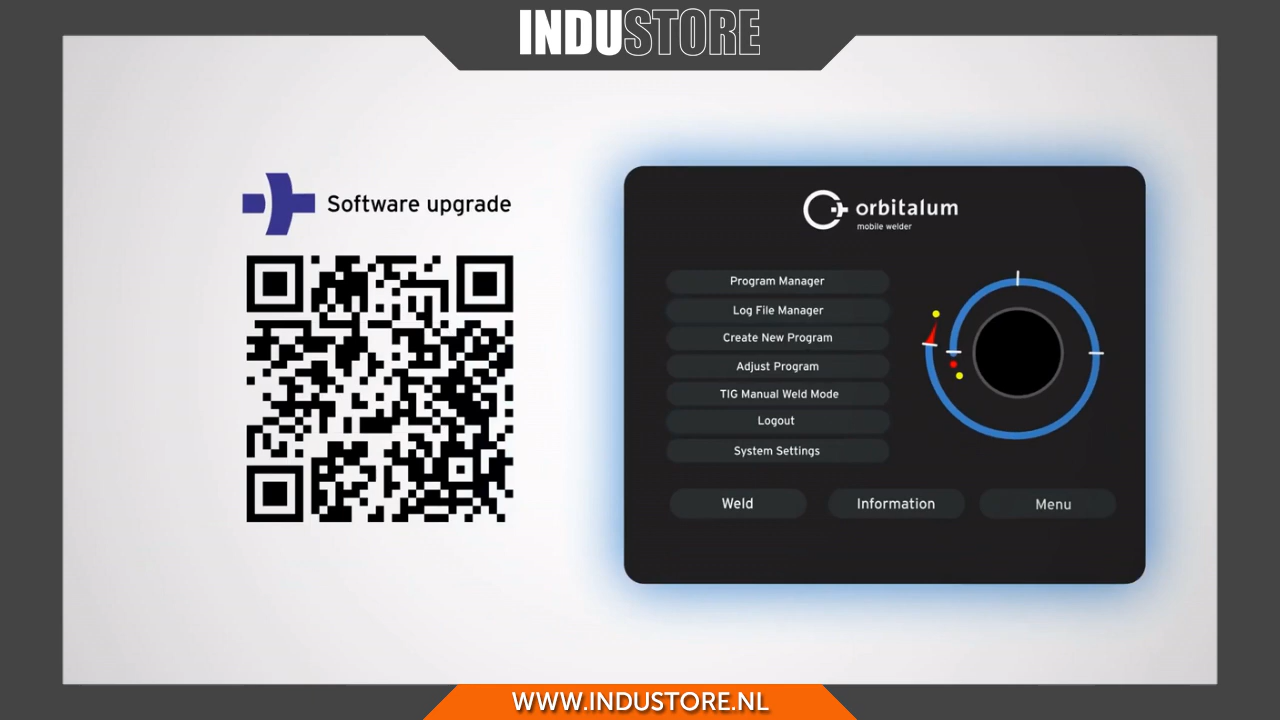 INDUSTORE
Software upgrade
orbitalum
mobile welder
Program Manager
Log File Manager
Create New Program
Adjust Program
TIG Manual Weld Mode
Logout
System Settings
Weld
Information
Menu
WWW.INDUSTORE.NL